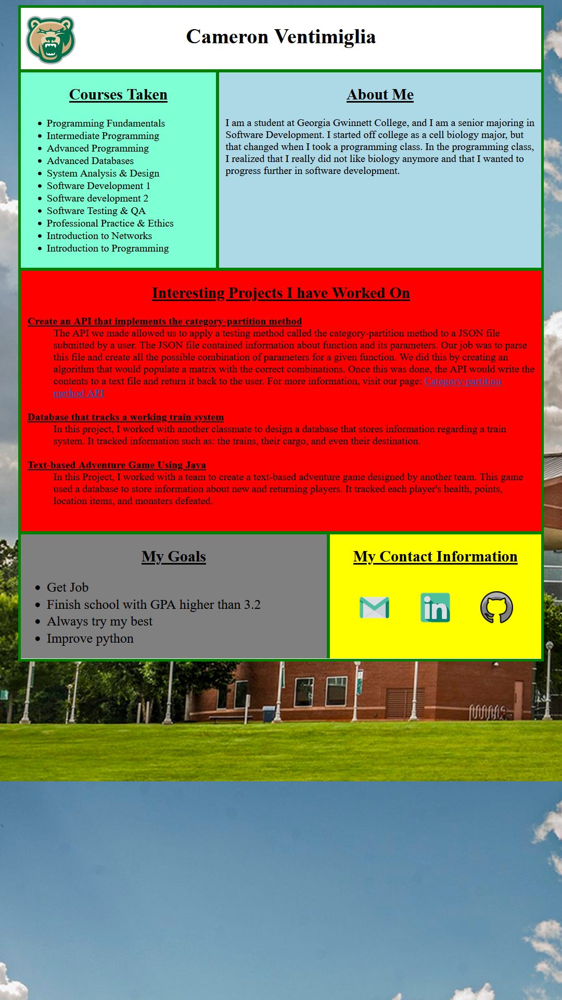 Cameron Ventimiglia
Courses Taken
Programming Fundamentals
Intermediate Programming
Advanced Programming
Advanced Databases
System Analysis & Design
Software Development 1
Software development 2
Software Testing & QA
Professional Practice & Ethics
Introduction to Networks
Introduction to Programming
About Me
I am a student at Georgia Gwinnett College, and I am a senior majoring in
Software Development. I started off college as a cell biology major, but
that changed when I took a programming class. In the programming class,
I realized that I really did not like biology anymore and that I wanted to
progress further in software development.
Interesting Projects I have Worked On
Create an API that implements the category-partition method
The API we made allowed us to apply a testing method called the category-partition method to a JSON file
submitted by a user. The JSON file contained information about function and its parameters. Our job was to parse
this file and create all the possible combination of parameters for a given function. We did this by creating an
algorithm that would populate a matrix with the correct combinations. Once this was done, the API would write the
contents to a text file and return it back to the user. For more information, visit our page: Category-partition
method API
Database that tracks a working train system
In this project, I worked with another classmate to design a database that stores information regarding a train
system. It tracked information such as: the trains, their cargo, and even their destination.
Text-based Adventure Game Using Java
In this Project, I worked with a team to create a text-based adventure game designed by another team. This game
used a database to store information about new and returning players. It tracked each player's health, points,
location items, and monsters defeated.
My Goals
Get Job
Finish school with GPA higher than 3.2
Always try my best
Improve python
My Contact Information
in